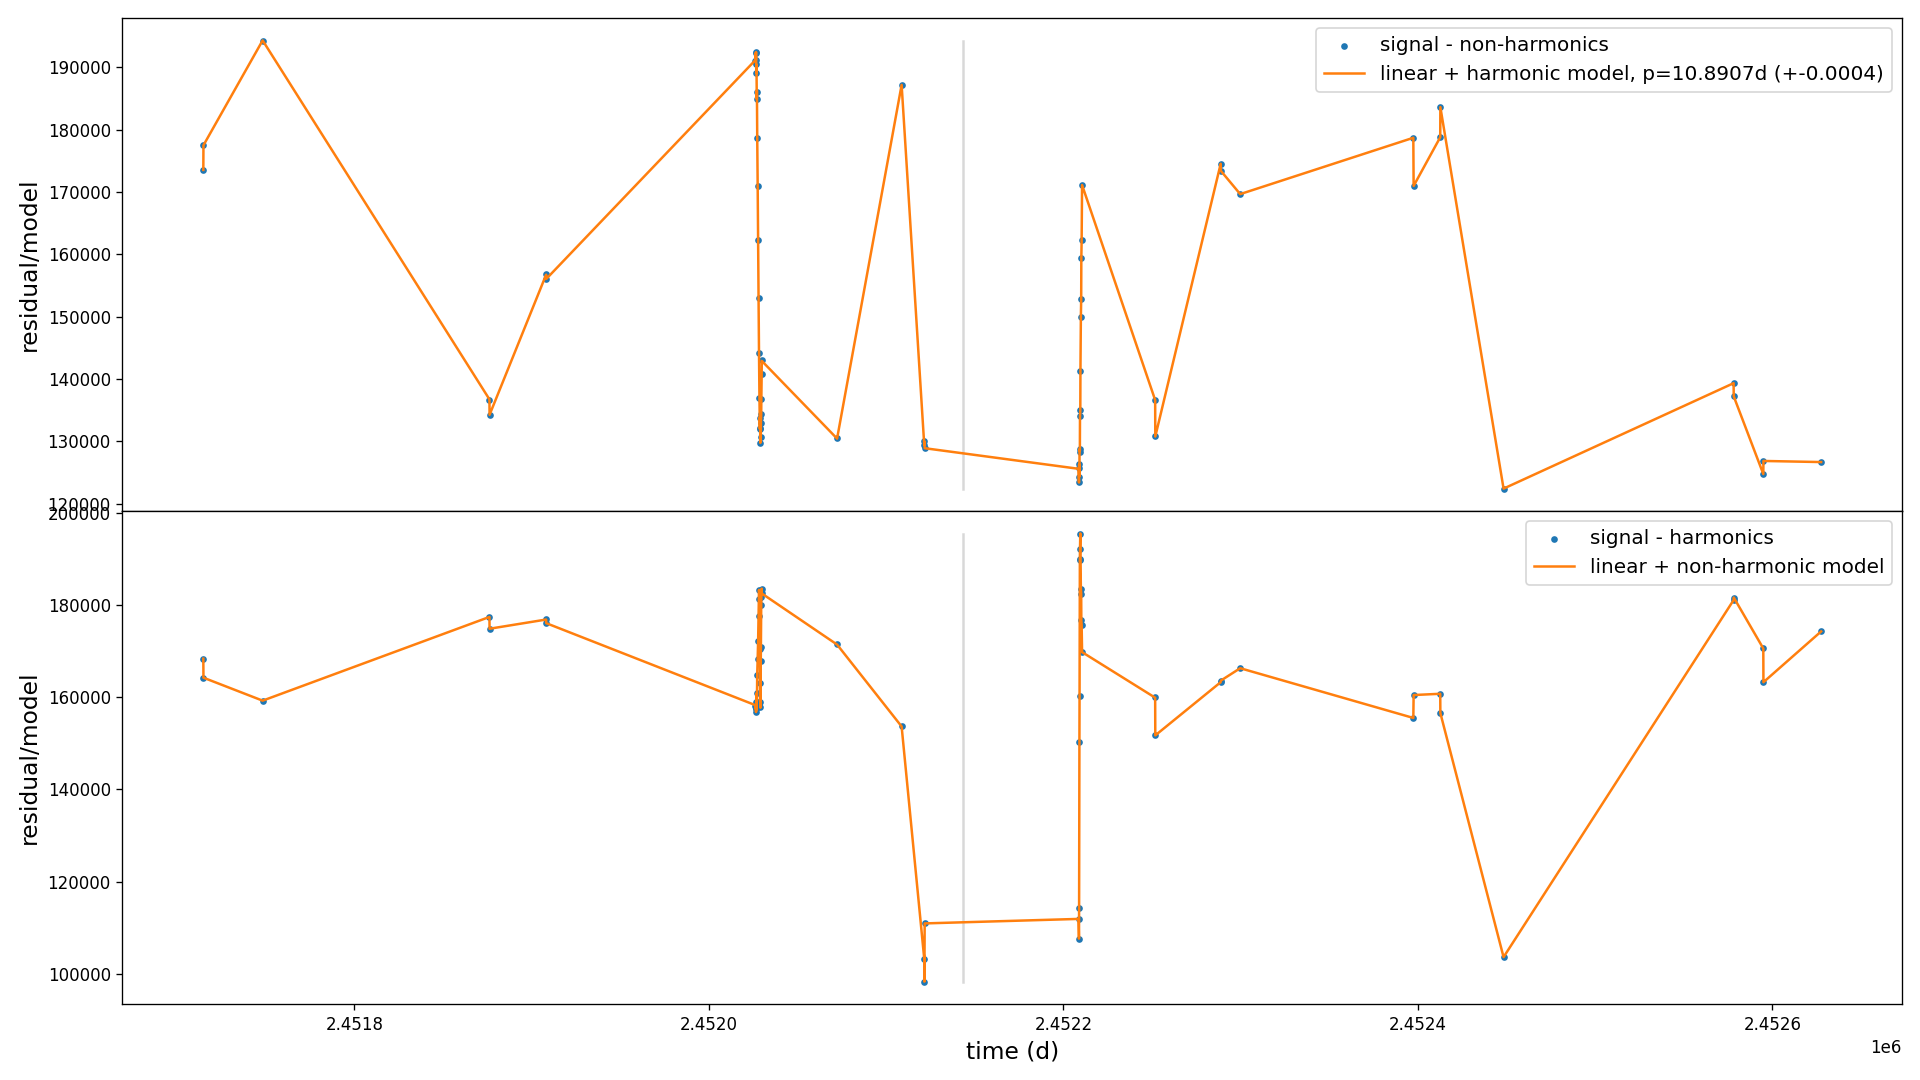 signal - non-harmonics
linear + harmonic model, p=10.8907d (+-0.0004)
residual/model
190000
180000
170000
160000
150000
140000
130000
120000
signal - harmonics
linear + non-harmonic model
residual/model
200000
180000
160000
140000
120000
100000
2.4518
2.4520
2.4522
2.4524
2.4526
1e6
time (d)